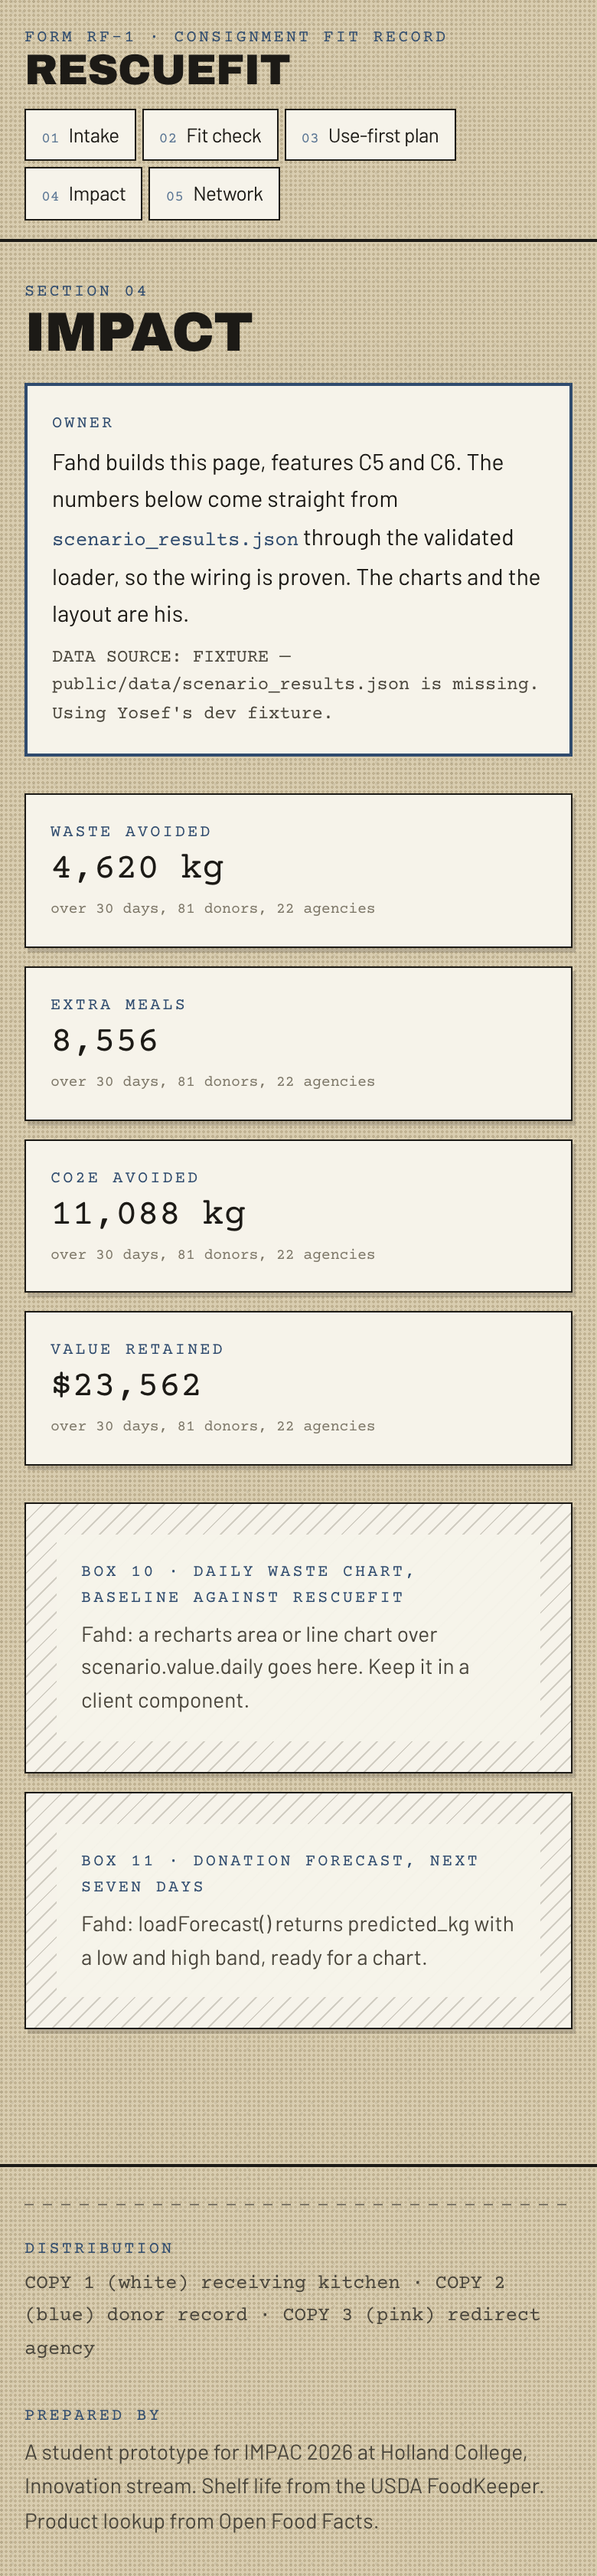 FORM RF-1 · CONSIGNMENT FIT RECORD
RESCUEFIT
01 Intake
02 Fit check
03 Use-first plan
04 Impact
05 Network
SECTION 04
IMPACT
OWNER
Fahd builds this page, features C5 and C6. The
numbers below come straight from
scenario_results.json through the validated
loader, so the wiring is proven. The charts and the
layout are his.
DATA SOURCE: FIXTURE —
public/data/scenario_results.json is missing.
Using Yosef's dev fixture.
WASTE AVOIDED
4,620 kg
over 30 days, 81 donors, 22 agencies
EXTRA MEALS
8,556
over 30 days, 81 donors, 22 agencies
CO2E AVOIDED
11,088 kg
over 30 days, 81 donors, 22 agencies
VALUE RETAINED
$23,562
over 30 days, 81 donors, 22 agencies
BOX 10 · DAILY WASTE CHART,
BASELINE AGAINST RESCUEFIT
Fahd: a recharts area or line chart over
scenario.value.daily goes here. Keep it in a
client component.
BOX 11 · DONATION FORECAST, NEXT
SEVEN DAYS
Fahd: loadForecast() returns predicted_kg with
a low and high band, ready for a chart.
DISTRIBUTION
COPY 1 (white) receiving kitchen · COPY 2
(blue) donor record · COPY 3 (pink) redirect
agency
PREPARED BY
A student prototype for IMPAC 2026 at Holland College,
Innovation stream. Shelf life from the USDA FoodKeeper.
Product lookup from Open Food Facts.